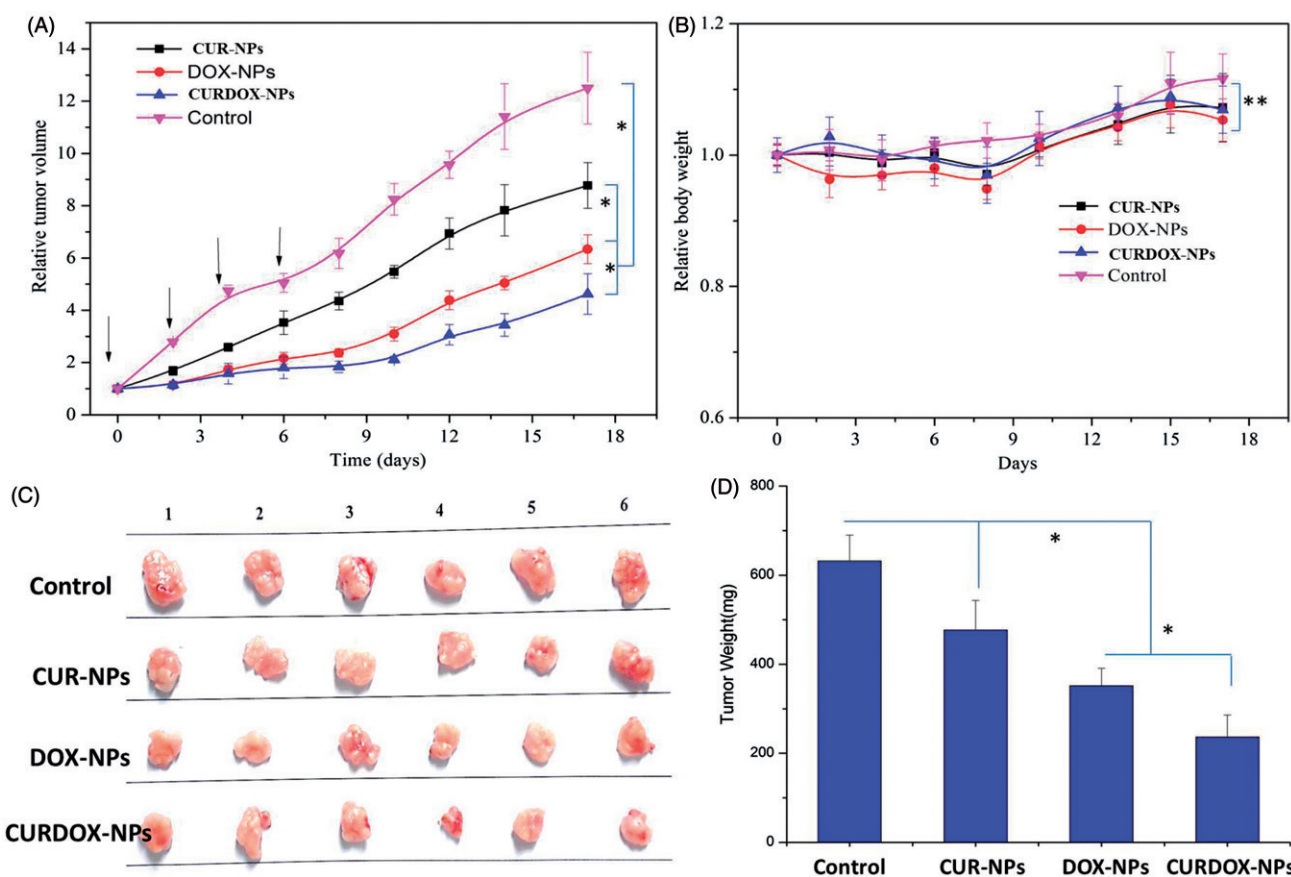 (A)
CUR-NPs
DOX-NPs
CURDOX-NPs
Control
Relative tumor volume
14
12
10
8
6
4
2
0
*
*
*
0 3 6 9 12 15 18
Time (days)
(B)
Relative body weight
1.2
1.0
0.8
0.6
**
CUR-NPs
DOX-NPs
CURDOX-NPs
Control
0 3 6 9 12 15 18
Days
(C)
1 2 3 4 5 6
Control
CUR-NPs
DOX-NPs
CURDOX-NPs
(D)
Tumor Weight(mg)
800
600
400
200
0
*
*
Control CUR-NPs DOX-NPs CURDOX-NPs